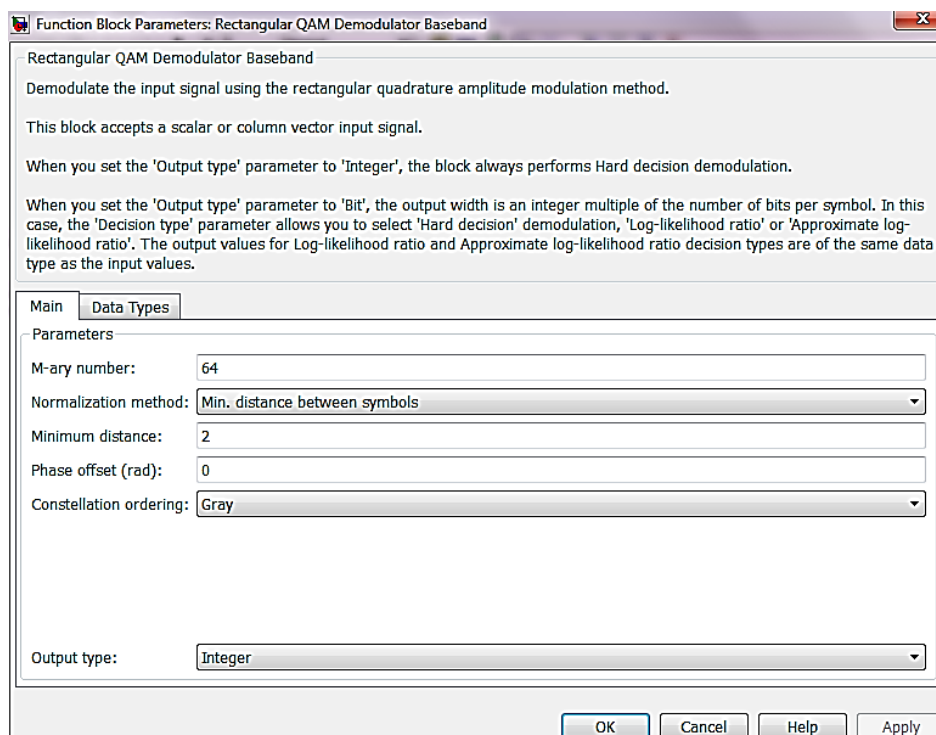 Function Block Parameters: Rectangular QAM Demodulator Baseband
X
Rectangular QAM Demodulator Baseband
Demodulate the input signal using the rectangular quadrature amplitude modulation method.
This block accepts a scalar or column vector input signal.
When you set the 'Output type' parameter to 'Integer', the block always performs Hard decision demodulation.
When you set the 'Output type' parameter to 'Bit', the output width is an integer multiple of the number of bits per symbol. In this
case, the 'Decision type' parameter allows you to select 'Hard decision' demodulation, 'Log-likelihood ratio' or 'Approximate log-
likelihood ratio'. The output values for Log-likelihood ratio and Approximate log-likelihood ratio decision types are of the same data
type as the input values.
Main Data Types
Parameters
M-ary number: 64
Normalization method: Min. distance between symbols
Minimum distance: 2
Phase offset (rad): 0
Constellation ordering: Gray
Output type: Integer
OK Cancel Help Apply